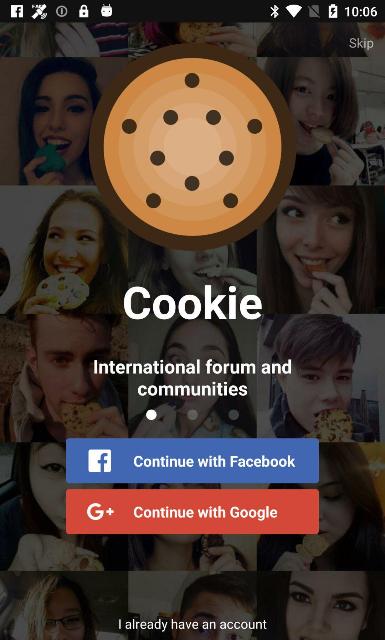 10:06
Skip
Cookie
International forum and
communities
Continue with Facebook
G+ Continue with Google
I already have an account